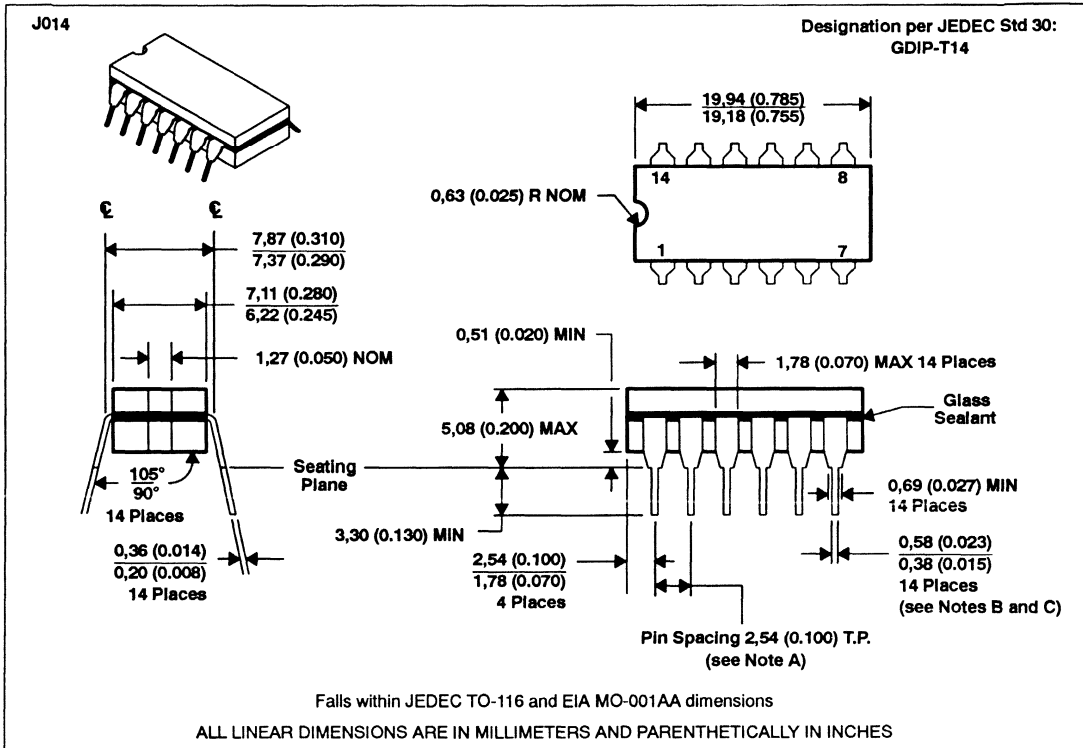 J014
Designation per JEDEC Std 30:
GDIP-T14
19,94 (0.785)
19,18 (0.755)
14
8
0,63 (0.025) R NOM
1
7
℄
℄
7,87 (0.310)
7,37 (0.290)
7,11 (0.280)
6,22 (0.245)
1,27 (0.050) NOM
0,51 (0.020) MIN
1,78 (0.070) MAX 14 Places
Glass
Sealant
5,08 (0.200) MAX
Seating
Plane
105°
90°
14 Places
0,69 (0.027) MIN
14 Places
3,30 (0.130) MIN
0,36 (0.014)
0,20 (0.008)
14 Places
2,54 (0.100)
1,78 (0.070)
4 Places
0,58 (0.023)
0,38 (0.015)
14 Places
(see Notes B and C)
Pin Spacing 2,54 (0.100) T.P.
(see Note A)
Falls within JEDEC TO-116 and EIA MO-001AA dimensions
ALL LINEAR DIMENSIONS ARE IN MILLIMETERS AND PARENTHETICALLY IN INCHES